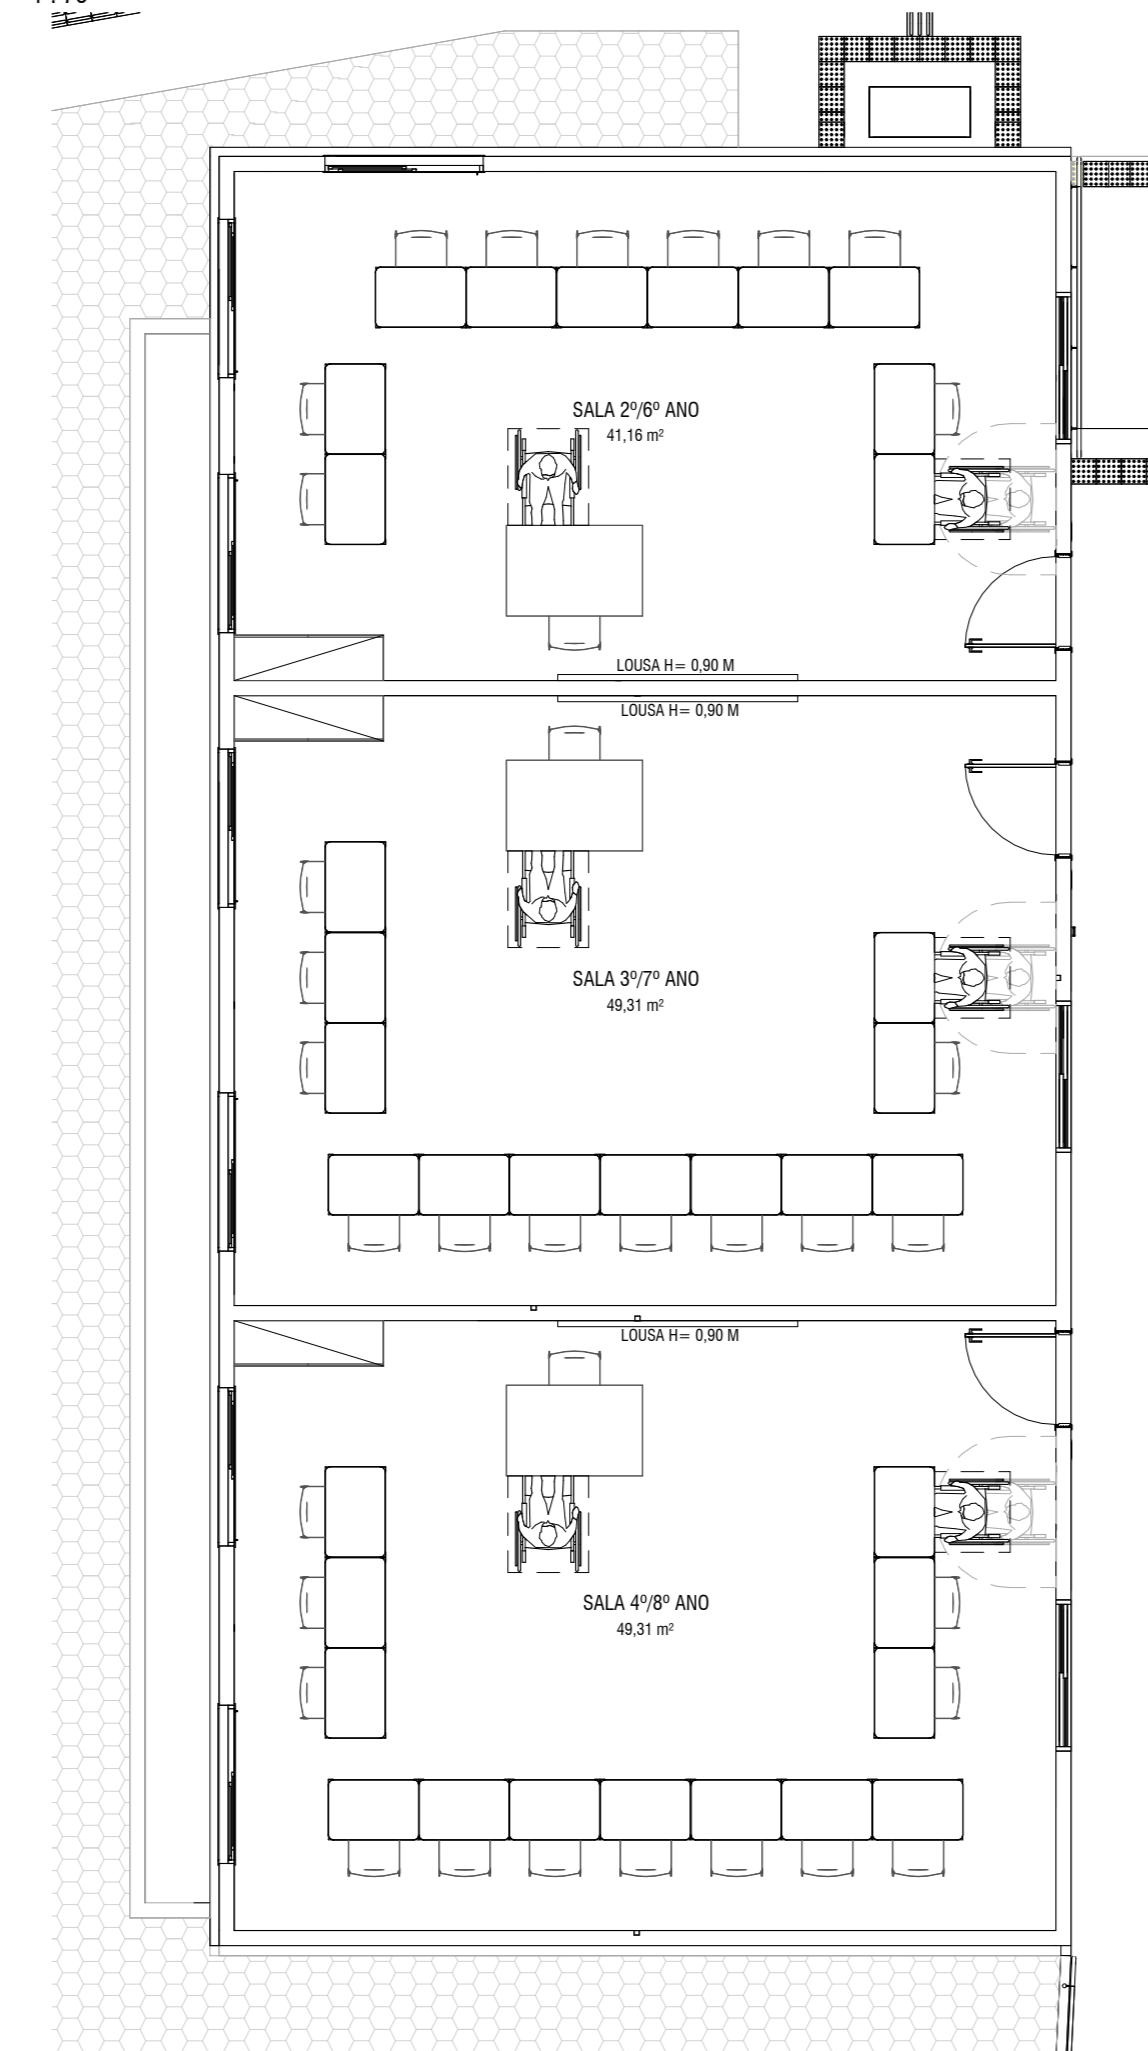 SALA 2º/6º ANO
41,16 m²
LOUSA H= 0,90 M
LOUSA H= 0,90 M
SALA 3º/7º ANO
49,31 m²
LOUSA H= 0,90 M
SALA 4º/8º ANO
49,31 m²